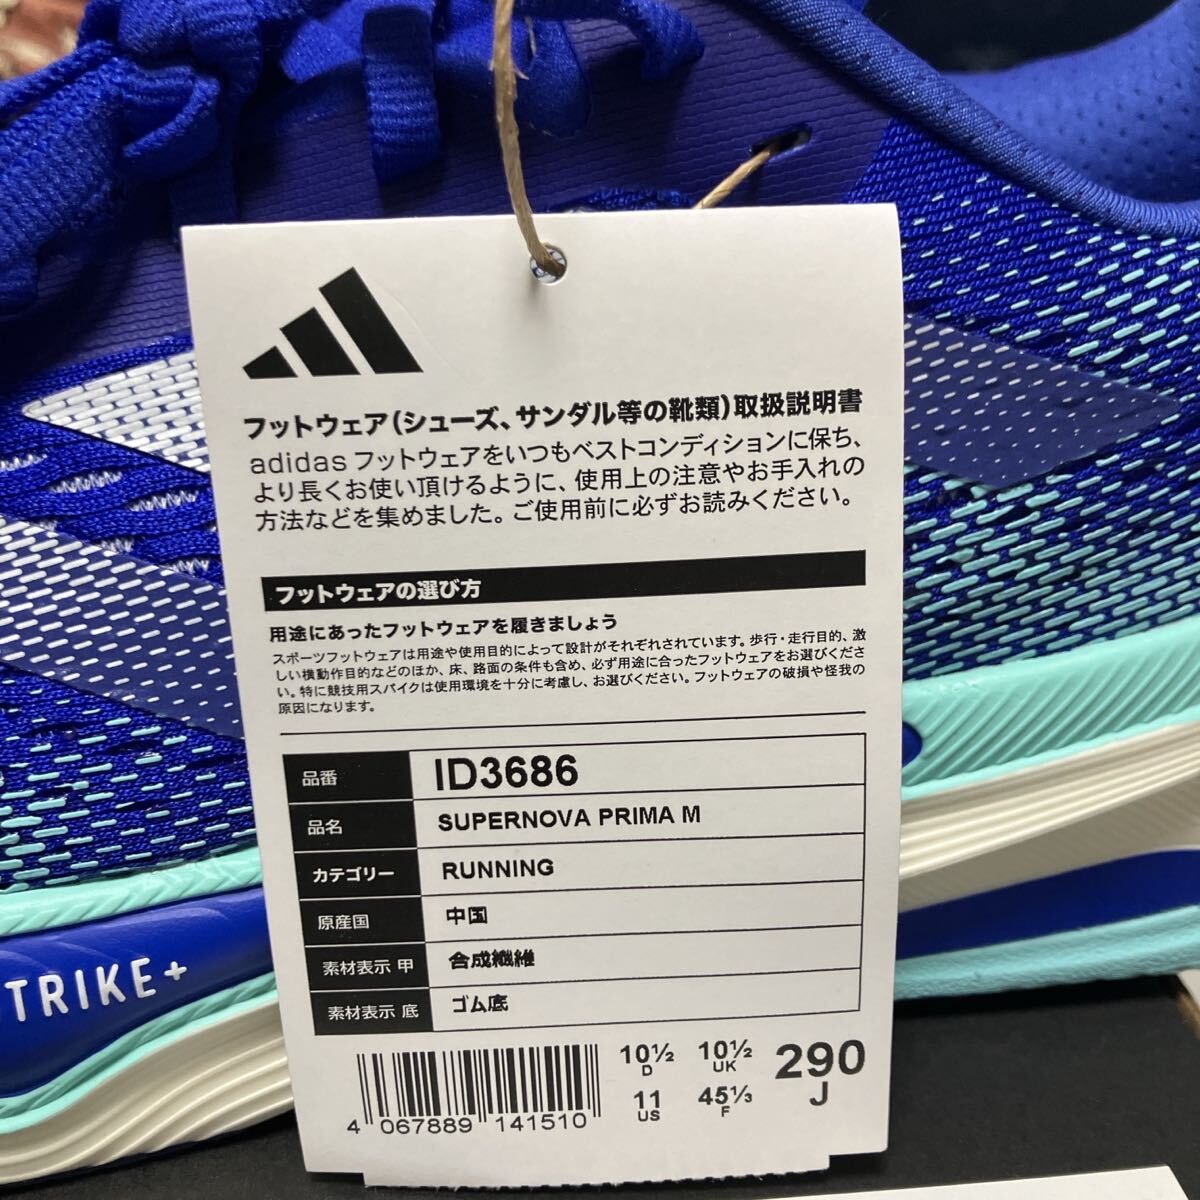 フットウェア(シューズ、サンダル等の靴類)取扱説明書
adidas フットウェアをいつもベストコンディションに保ち、
より長くお使い頂けるように、使用上の注意やお手入れの
方法などを集めました。ご使用前に必ずお読みください。
フットウェアの選び方
用途にあったフットウェアを履きましょう
スポーツフットウェアは用途や使用目的によって設計がそれぞれされています。歩行・走行目的、激
しい横動作目的などのほか、床、路面の条件も含め、必ず用途に合ったフットウェアをお選びくださ
い。特に競技用スパイクは使用環境を十分に考慮し、お選びください。フットウェアの破損や怪我の
原因になります。
品番 ID3686
品名 SUPERNOVA PRIMA M
カテゴリー RUNNING
原産国 中国
素材表示 甲 合成繊維
素材表示 底 ゴム底
4 067889 141510
10½ D 10½ UK 290 J
11 US 45⅓ F
TRIKE+